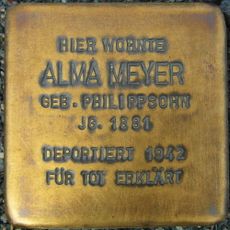 HIER WOHNTE
ALMA MEYER
GEB. PHILIPPSOHN
JG. 1881
DEPORTIERT 1942
FÜR TOT ERKLÄRT